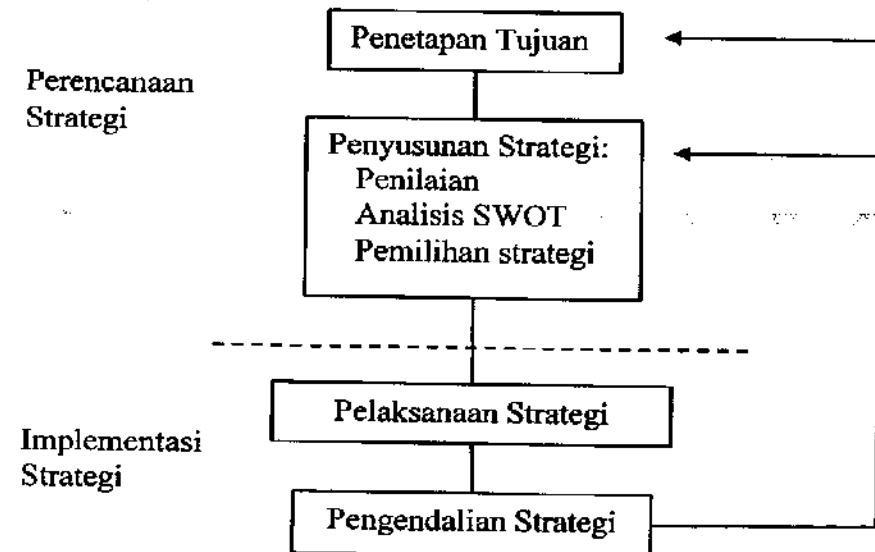 Penetapan Tujuan
Perencanaan
Strategi
Penyusunan Strategi:
Penilaian
Analisis SWOT
Pemilihan strategi
Pelaksanaan Strategi
Implementasi
Strategi
Pengendalian Strategi